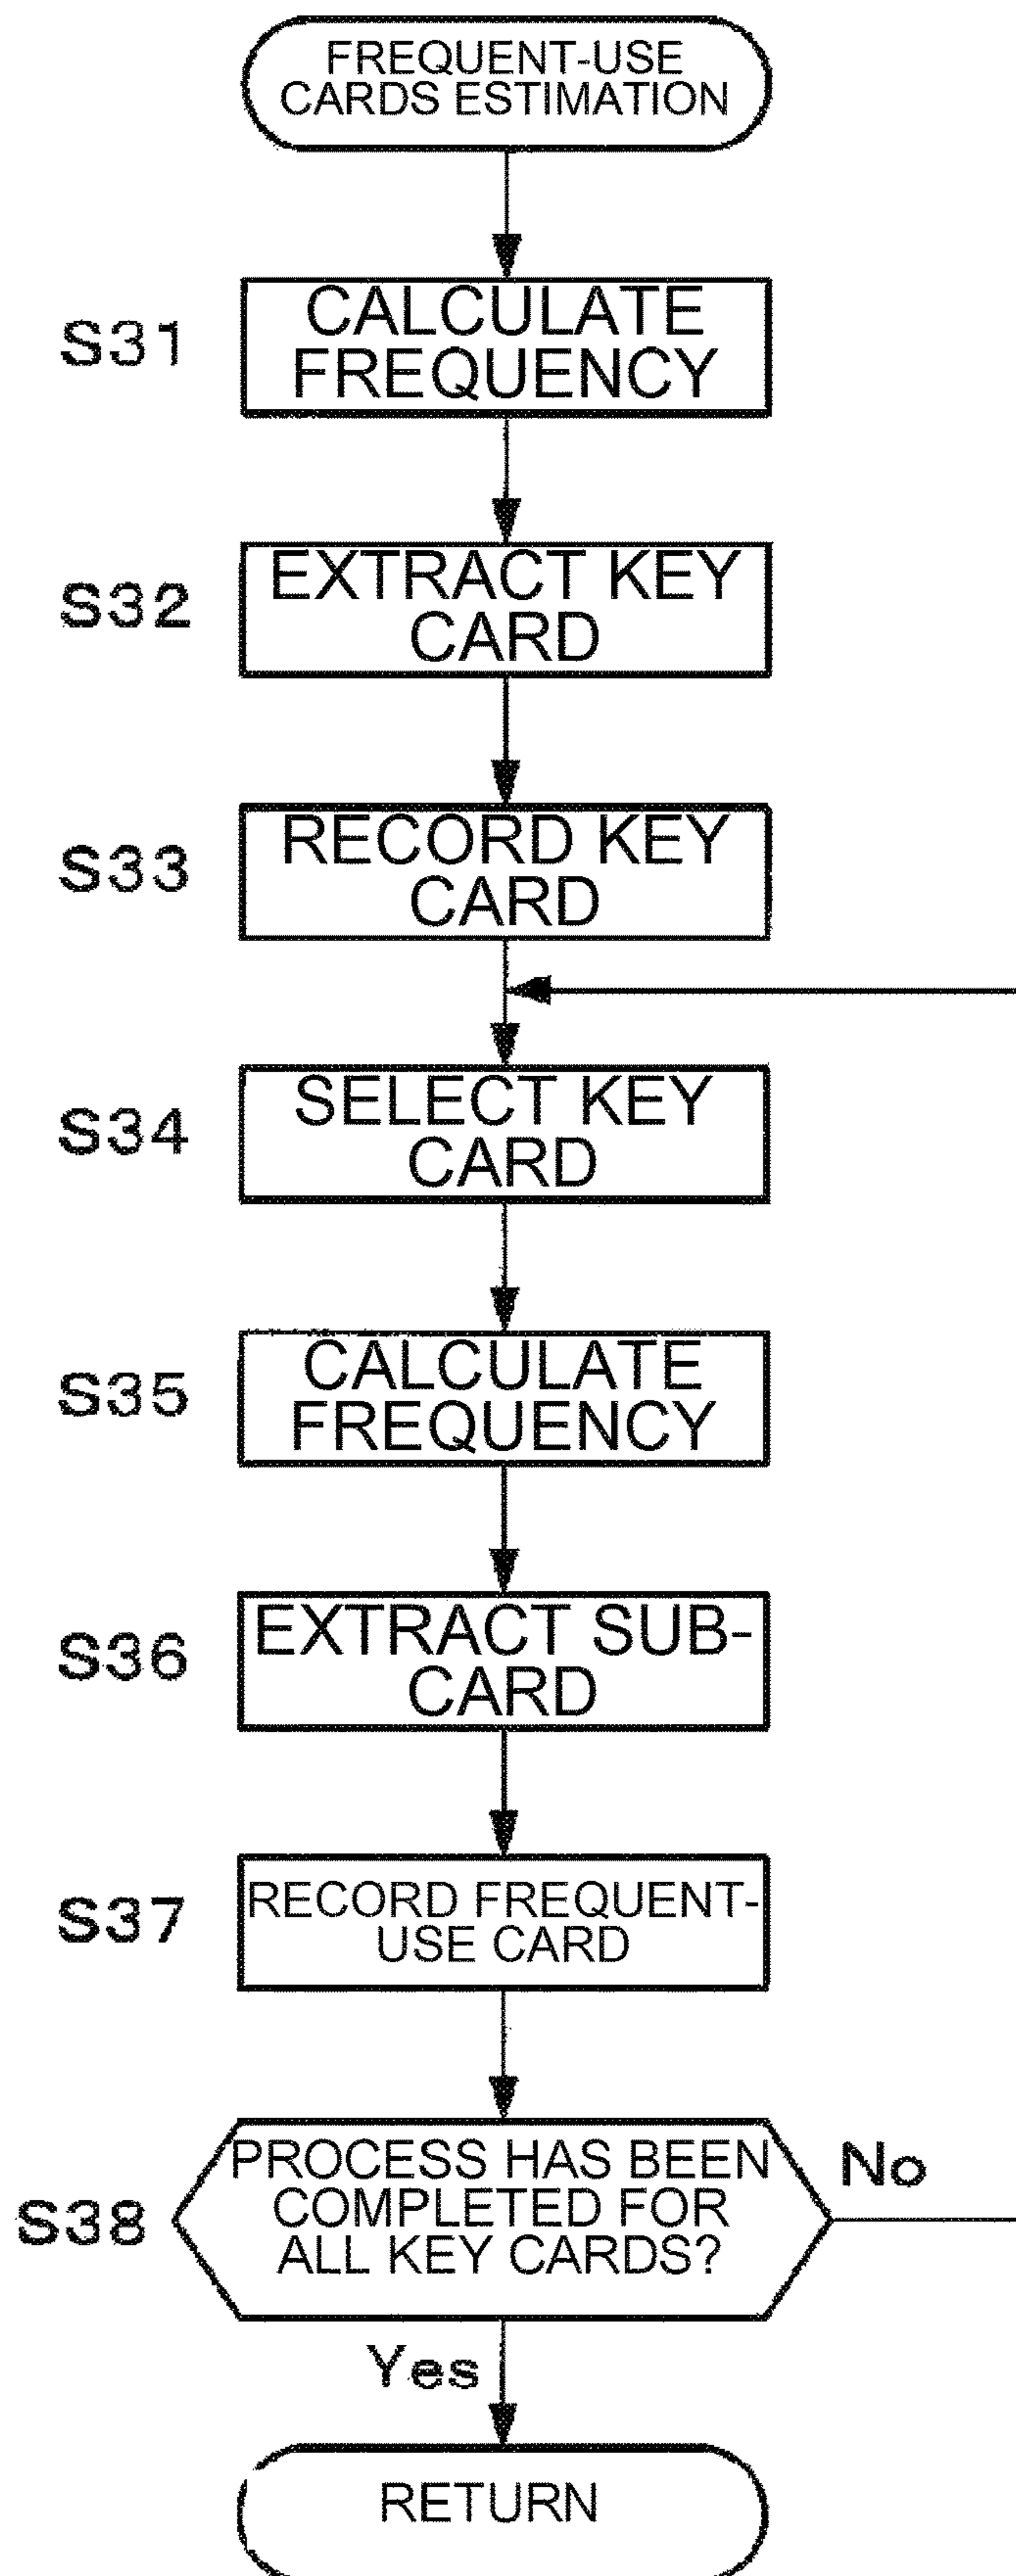 FREQUENT-USE
CARDS ESTIMATION
S31
CALCULATE
FREQUENCY
S32
EXTRACT KEY
CARD
S33
RECORD KEY
CARD
S34
SELECT KEY
CARD
S35
CALCULATE
FREQUENCY
S36
EXTRACT SUB-
CARD
S37
RECORD FREQUENT-
USE CARD
S38
PROCESS HAS BEEN
COMPLETED FOR
ALL KEY CARDS?
No
Yes
RETURN